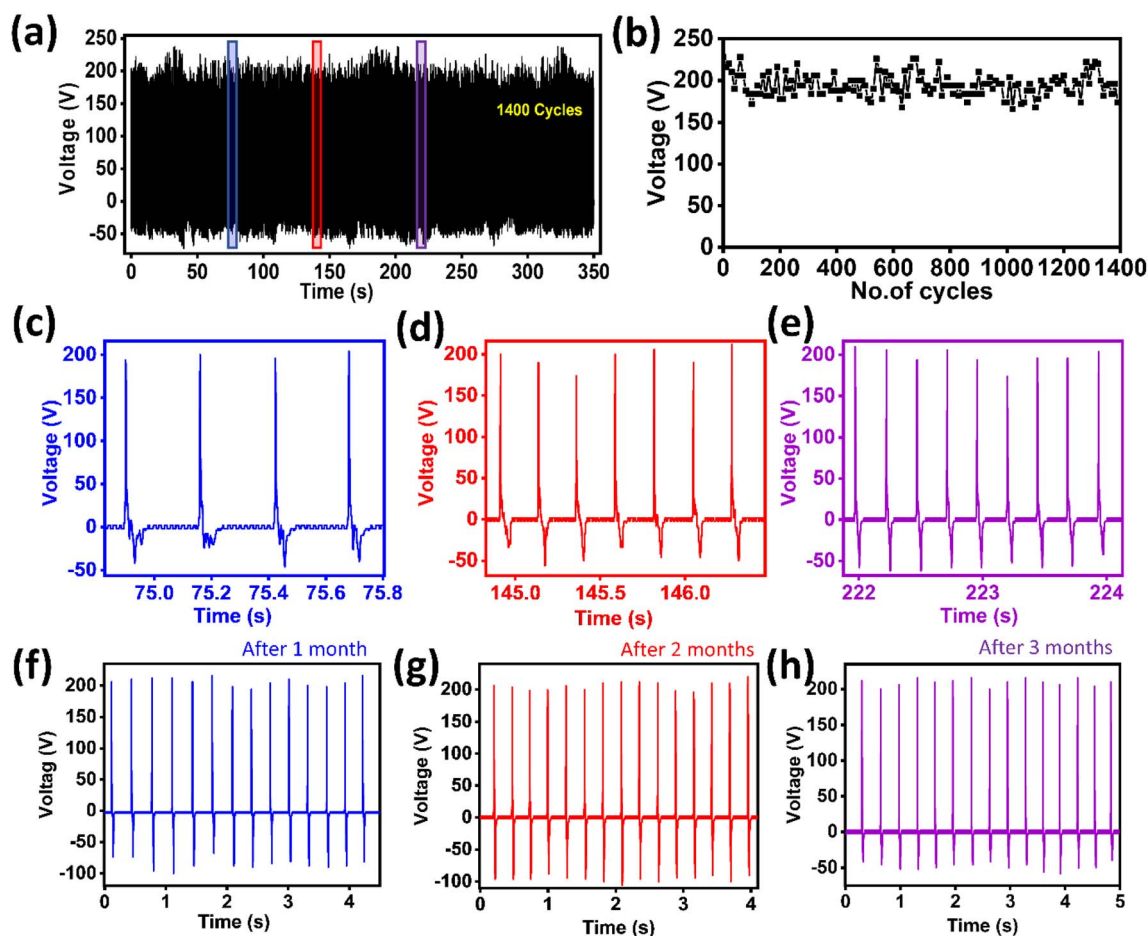 (a)
250
200
150
100
50
0
-50
Voltage (V)
1400 Cycles
0 50 100 150 200 250 300 350
Time (s)
(b)
250
200
150
100
50
0
Voltage (V)
0 200 400 600 800 1000 1200 1400
No.of cycles
(c)
200
150
100
50
0
-50
Voltage (V)
75.0 75.2 75.4 75.6 75.8
Time (s)
(d)
200
150
100
50
0
-50
Voltage (V)
145.0 145.5 146.0
Time (s)
(e)
200
150
100
50
0
-50
Voltage (V)
222 223 224
Time (s)
(f)
After 1 month
200
150
100
50
0
-50
-100
Voltag (V)
0 1 2 3 4
Time (s)
(g)
After 2 months
200
150
100
50
0
-50
-100
Voltage (V)
0 1 2 3 4
Time (s)
(h)
After 3 months
200
150
100
50
0
-50
Voltage (V)
0 1 2 3 4 5
Time (s)